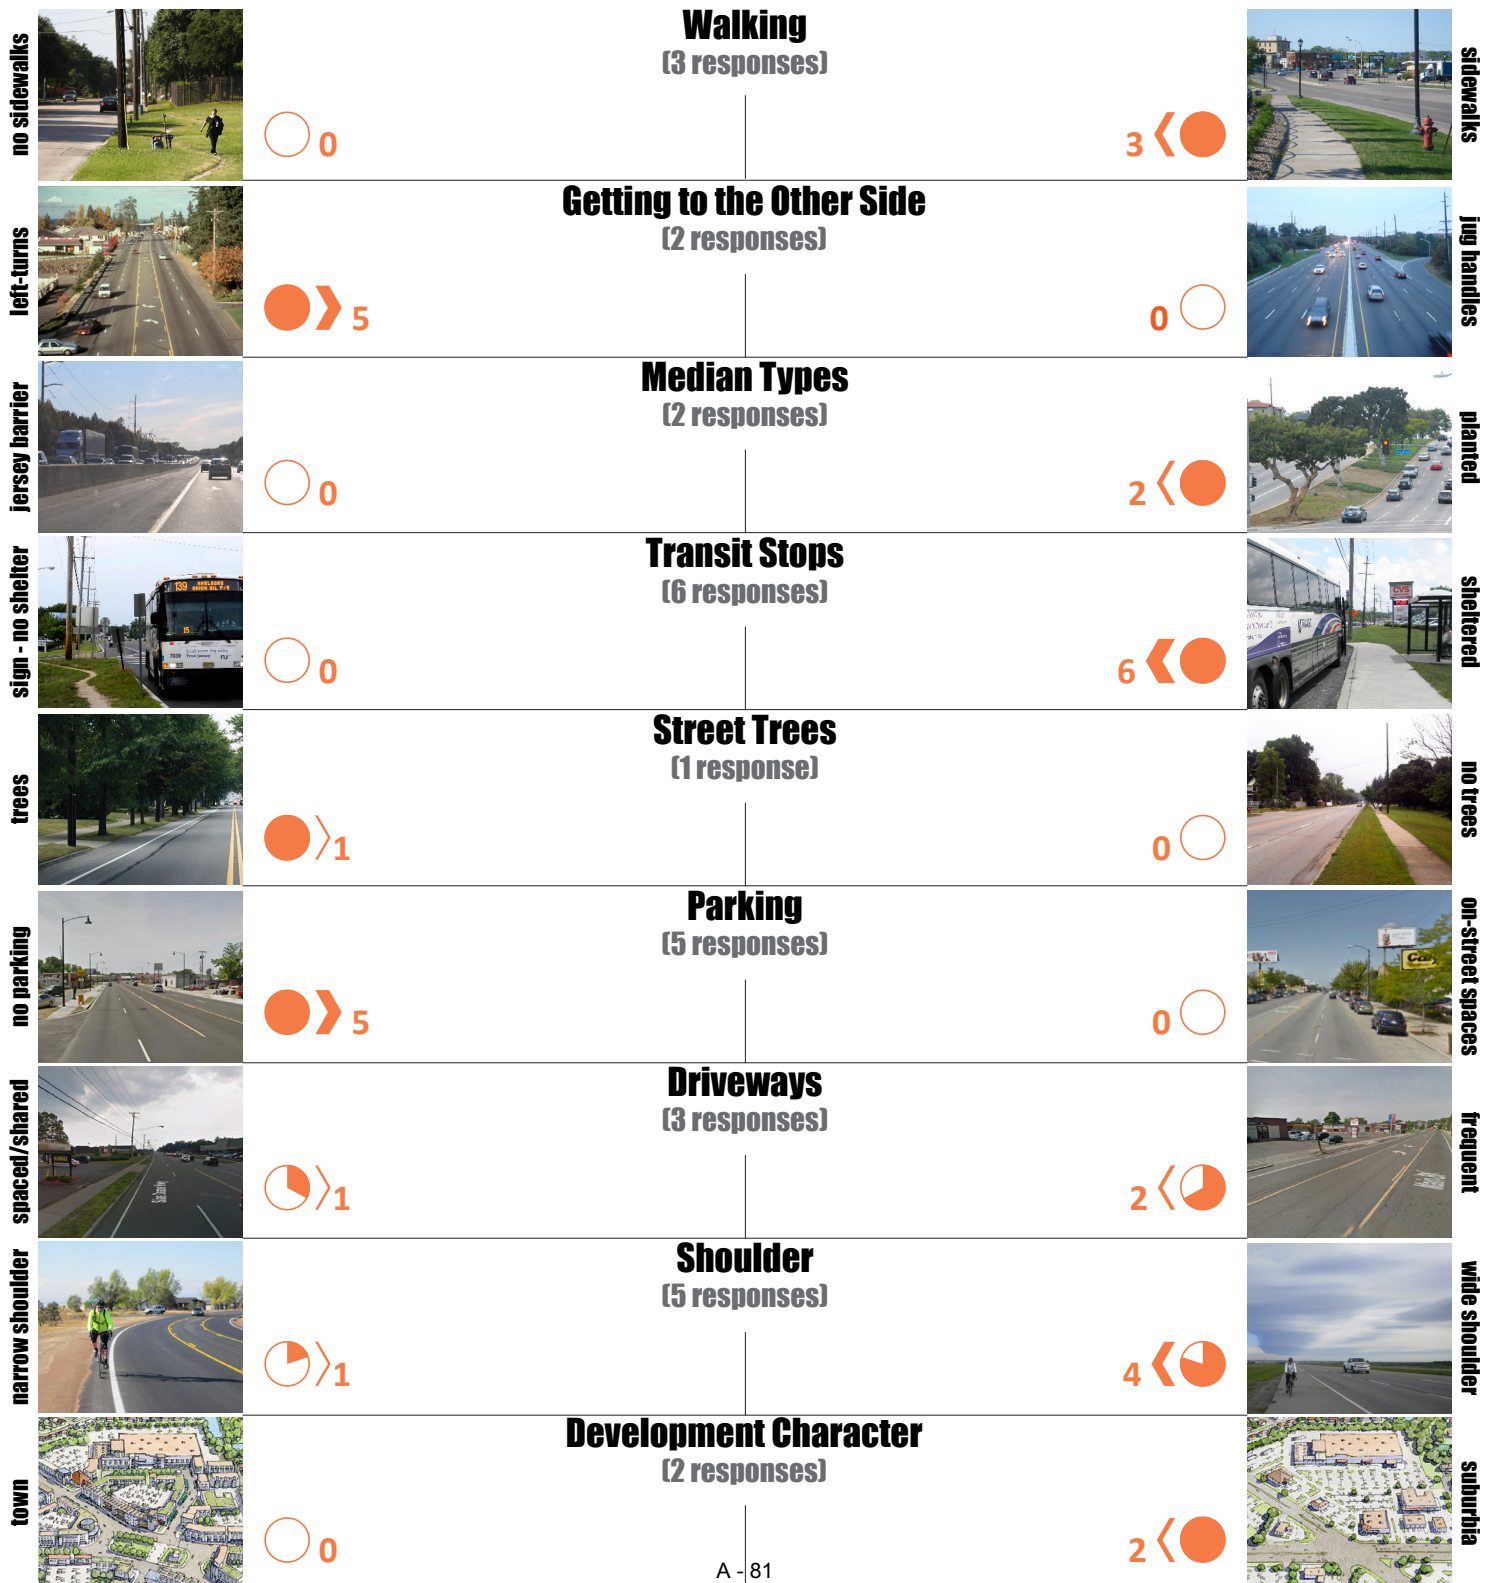 no sidewalks
Walking
(3 responses)
0
3
sidewalks
left-turns
Getting to the Other Side
(2 responses)
5
0
jug handles
jersey barrier
Median Types
(2 responses)
0
2
planted
sign - no shelter
139
15
Transit Stops
(6 responses)
0
6
CVS
sheltered
trees
Street Trees
(1 response)
1
0
no trees
no parking
Parking
(5 responses)
5
0
on-street spaces
spaced/shared
Driveways
(3 responses)
1
2
frequent
narrow shoulder
Shoulder
(5 responses)
1
4
wide shoulder
town
Development Character
(2 responses)
0
2
suburbia
A - 81